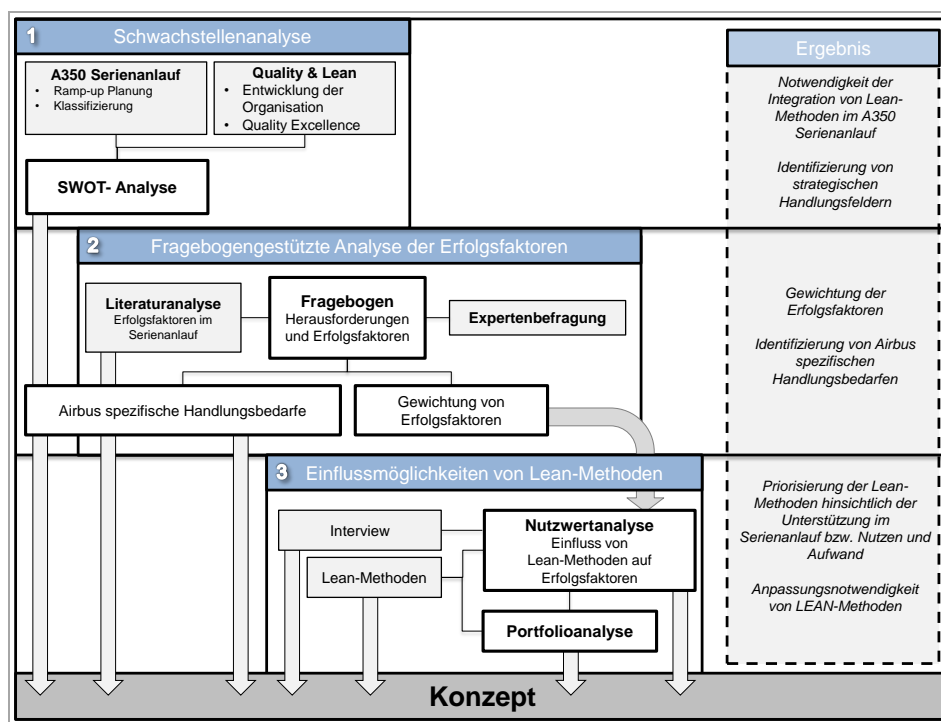 1 Schwachstellenanalyse
A350 Serienanlauf
• Ramp-up Planung
• Klassifizierung
Quality & Lean
• Entwicklung der
Organisation
• Quality Excellence
SWOT- Analyse
Ergebnis
Notwendigkeit der
Integration von Lean-
Methoden im A350
Serienanlauf
Identifizierung von
strategischen
Handlungsfeldern
2 Fragebogengestützte Analyse der Erfolgsfaktoren
Literaturanalyse
Erfolgsfaktoren im
Serienanlauf
Fragebogen
Herausforderungen
und Erfolgsfaktoren
Expertenbefragung
Airbus spezifische Handlungsbedarfe
Gewichtung von
Erfolgsfaktoren
Gewichtung der
Erfolgsfaktoren
Identifizierung von Airbus
spezifischen
Handlungsbedarfen
3 Einflussmöglichkeiten von Lean-Methoden
Interview
Lean-Methoden
Nutzwertanalyse
Einfluss von
Lean-Methoden auf
Erfolgsfaktoren
Portfolioanalyse
Priorisierung der Lean-
Methoden hinsichtlich der
Unterstützung im
Serienanlauf bzw. Nutzen und
Aufwand
Anpassungsnotwendigkeit
von LEAN-Methoden
Konzept